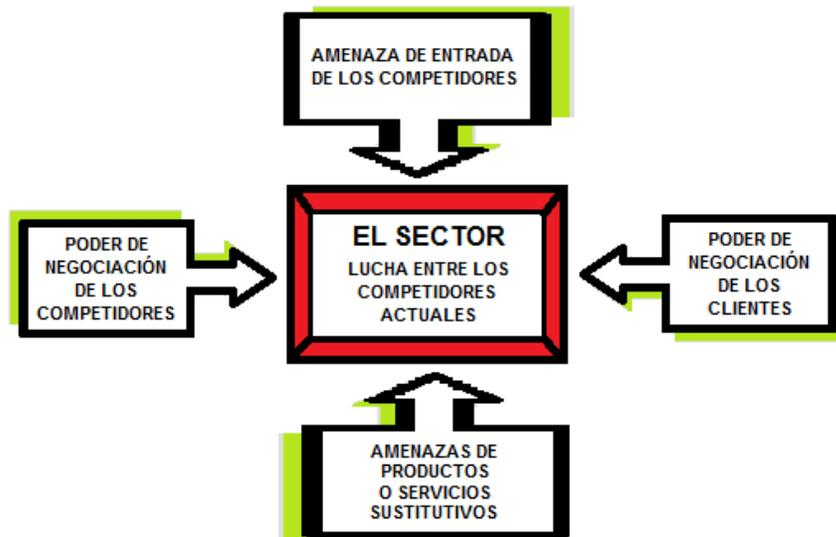 AMENAZA DE ENTRADA
DE LOS COMPETIDORES
PODER DE
NEGOCIACIÓN
DE LOS
COMPETIDORES
EL SECTOR
LUCHA ENTRE LOS
COMPETIDORES
ACTUALES
PODER DE
NEGOCIACIÓN
DE LOS
CLIENTES
AMENAZAS DE
PRODUCTOS
O SERVICIOS
SUSTITUTIVOS